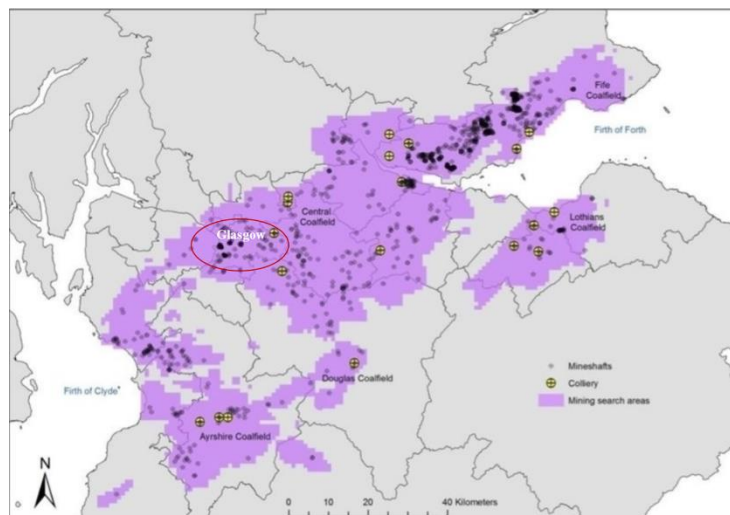 Fife
Coalfield
Firth of Forth
Central
Coalfield
Lothians
Coalfield
Glasgow
Firth of Clyde
Douglas Coalfield
Ayrshire Coalfield
Mineshafts
Colliery
Mining search areas
N
0 10 20 40 Kilometers